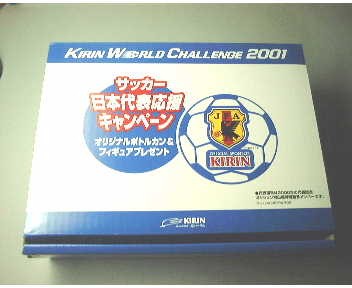 KIRIN WORLD CHALLENGE 2001
サッカー
日本代表応援
キャンペーン
オリジナルボトルカン&
フィギュアプレゼント
JFA
KIRIN
KIRIN